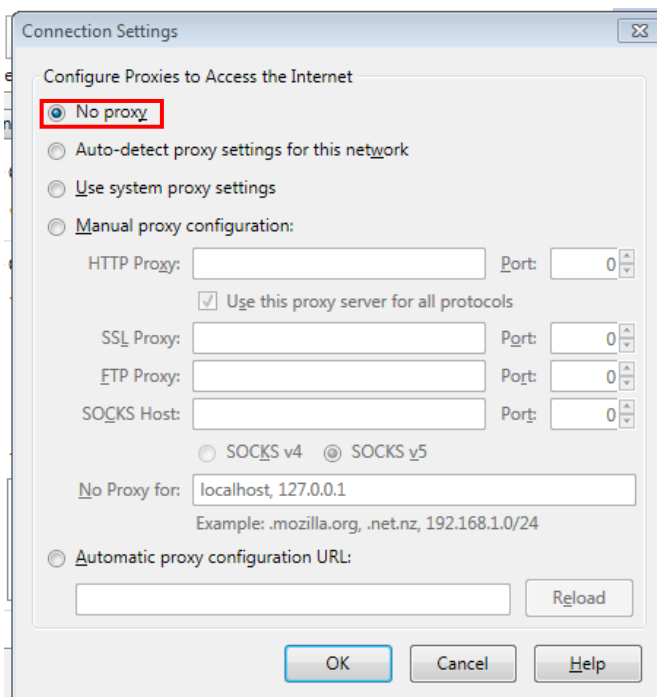 Connection Settings
Configure Proxies to Access the Internet
No proxy
Auto-detect proxy settings for this network
Use system proxy settings
Manual proxy configuration:
HTTP Proxy: Port: 0
Use this proxy server for all protocols
SSL Proxy: Port: 0
FTP Proxy: Port: 0
SOCKS Host: Port: 0
SOCKS v4 SOCKS v5
No Proxy for: localhost, 127.0.0.1
Example: .mozilla.org, .net.nz, 192.168.1.0/24
Automatic proxy configuration URL:
Reload
OK Cancel Help